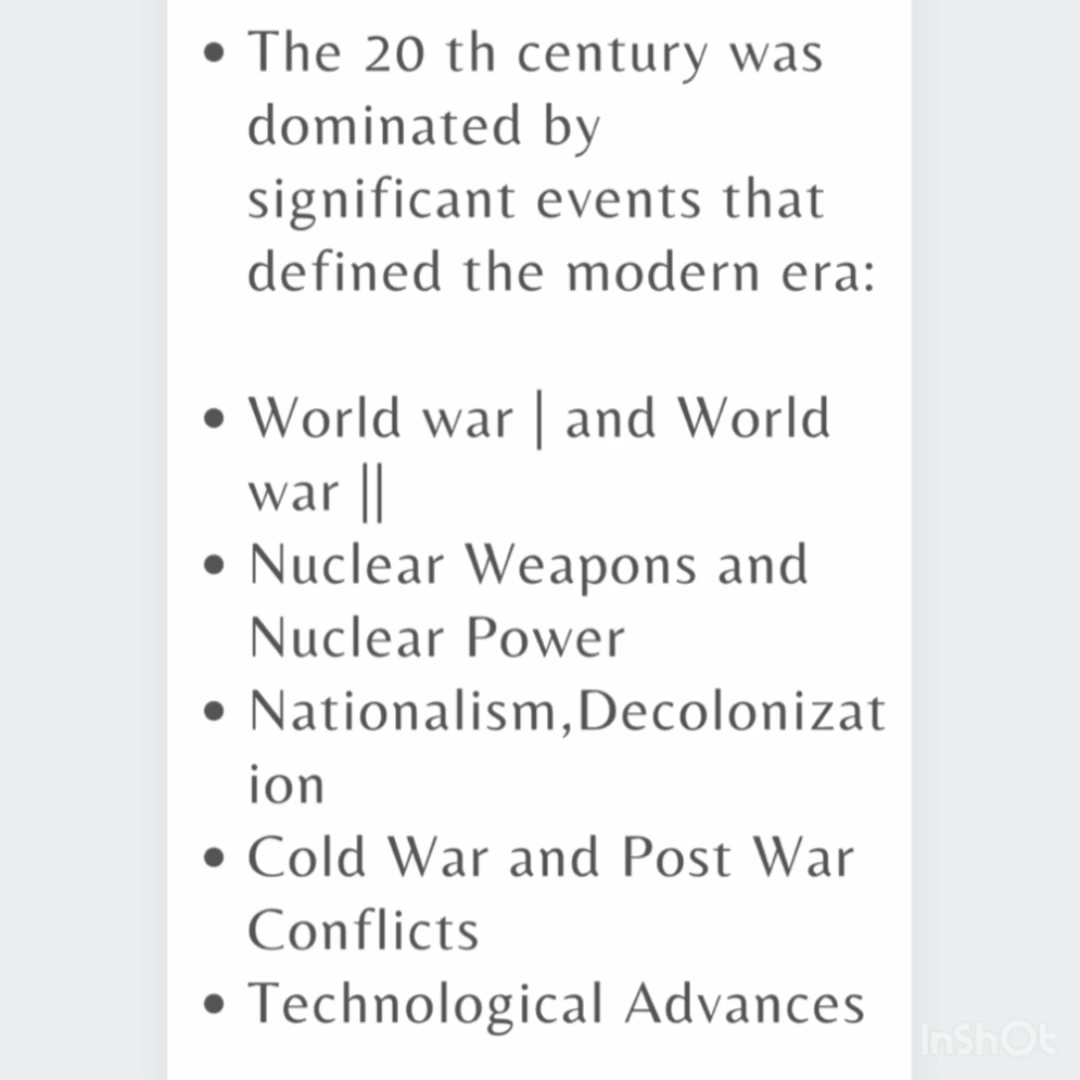 • The 20 th century was
dominated by
significant events that
defined the modern era:
• World war | and World
war ||
• Nuclear Weapons and
Nuclear Power
• Nationalism,Decolonizat
ion
• Cold War and Post War
Conflicts
• Technological Advances
InShOt